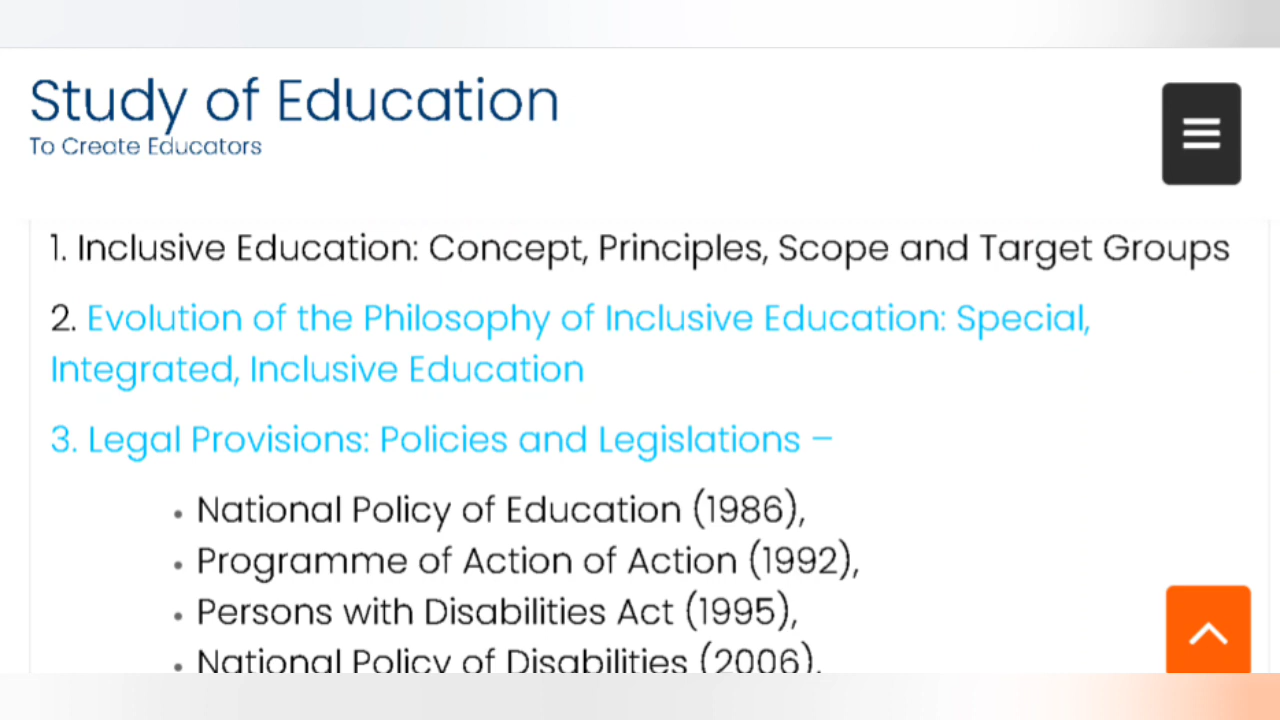 Study of Education
To Create Educators
1. Inclusive Education: Concept, Principles, Scope and Target Groups
2. Evolution of the Philosophy of Inclusive Education: Special,
Integrated, Inclusive Education
3. Legal Provisions: Policies and Legislations –
• National Policy of Education (1986),
• Programme of Action of Action (1992),
• Persons with Disabilities Act (1995),
• National Policy of Disabilities (2006),